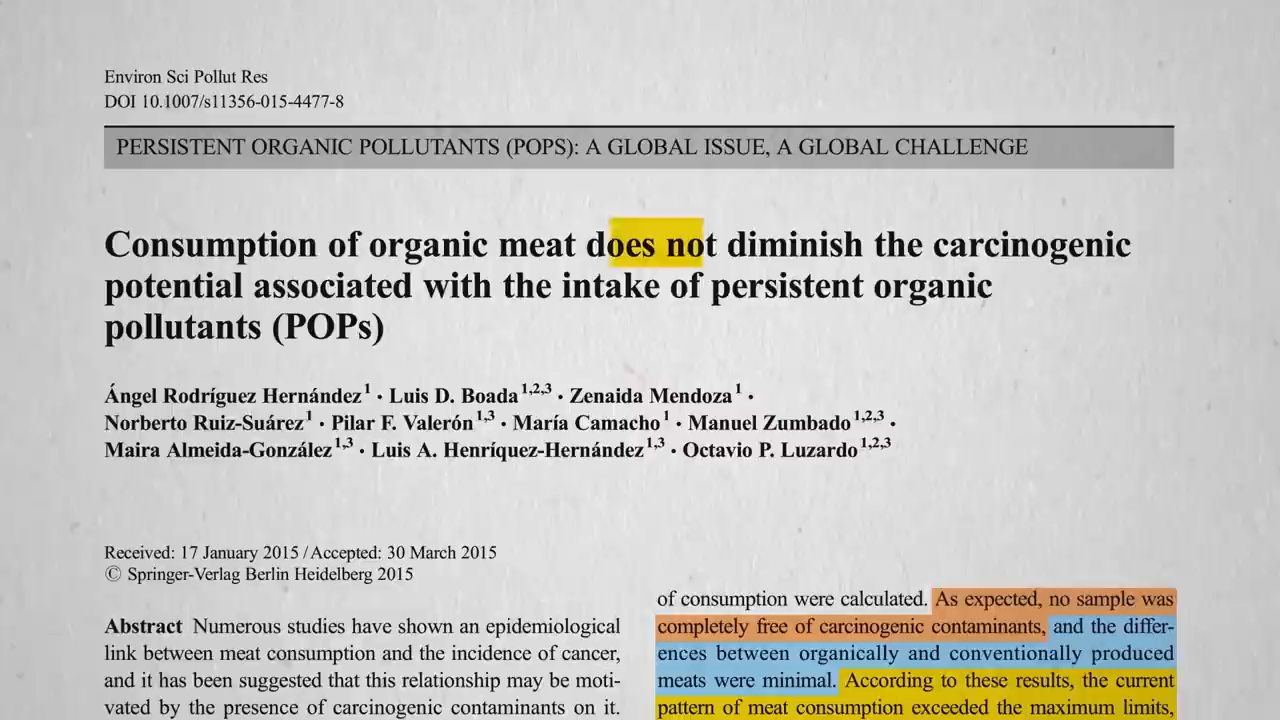 Environ Sci Pollut Res
DOI 10.1007/s11356-015-4477-8
PERSISTENT ORGANIC POLLUTANTS (POPS): A GLOBAL ISSUE, A GLOBAL CHALLENGE
Consumption of organic meat does not diminish the carcinogenic
potential associated with the intake of persistent organic
pollutants (POPs)
Ángel Rodríguez Hernández1 · Luis D. Boada1,2,3 · Zenaida Mendoza1 ·
Norberto Ruiz-Suárez1 · Pilar F. Valerón1,3 · María Camacho1 · Manuel Zumbado1,2,3 ·
Maira Almeida-González1,3 · Luis A. Henríquez-Hernández1,3 · Octavio P. Luzardo1,2,3
Received: 17 January 2015 / Accepted: 30 March 2015
© Springer-Verlag Berlin Heidelberg 2015
Abstract Numerous studies have shown an epidemiological
link between meat consumption and the incidence of cancer,
and it has been suggested that this relationship may be moti-
vated by the presence of carcinogenic contaminants on it.
of consumption were calculated. As expected, no sample was
completely free of carcinogenic contaminants, and the differ-
ences between organically and conventionally produced
meats were minimal. According to these results, the current
pattern of meat consumption exceeded the maximum limits,